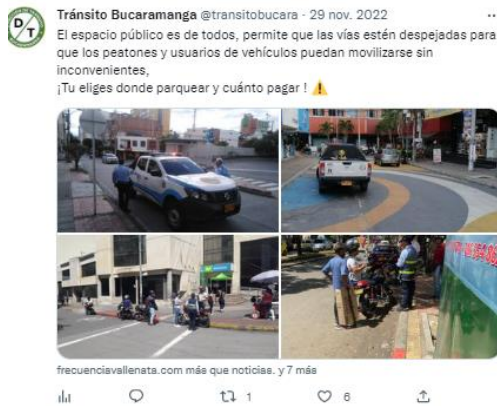 Tránsito Bucaramanga @transitobucara · 29 nov. 2022
El espacio público es de todos, permite que las vías estén despejadas para
que los peatones y usuarios de vehículos puedan movilizarse sin
inconvenientes,
¡Tu eliges donde parquear y cuánto pagar ! ⚠️
frecuenciavallenata.com más que noticias. y 7 más
1
6